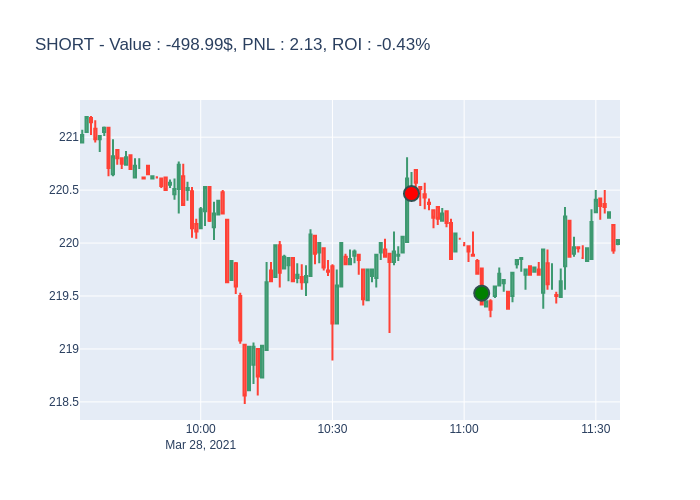 SHORT - Value : -498.99$, PNL : 2.13, ROI : -0.43%
221
220.5
220
219.5
219
218.5
10:00 10:30 11:00 11:30
Mar 28, 2021